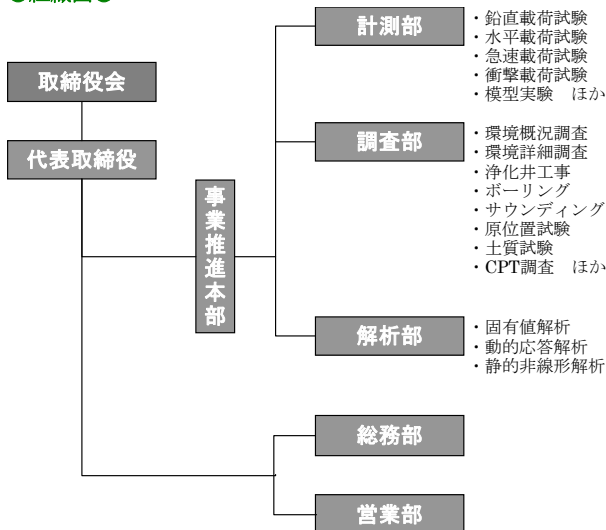 取締役会
代表取締役
事業推進本部
計測部
・鉛直載荷試験
・水平載荷試験
・急速載荷試験
・衝撃載荷試験
・模型実験　ほか
調査部
・環境概況調査
・環境詳細調査
・浄化井工事
・ボーリング
・サウンディング
・原位置試験
・土質試験
・CPT調査　ほか
解析部
・固有値解析
・動的応答解析
・静的非線形解析
総務部
営業部